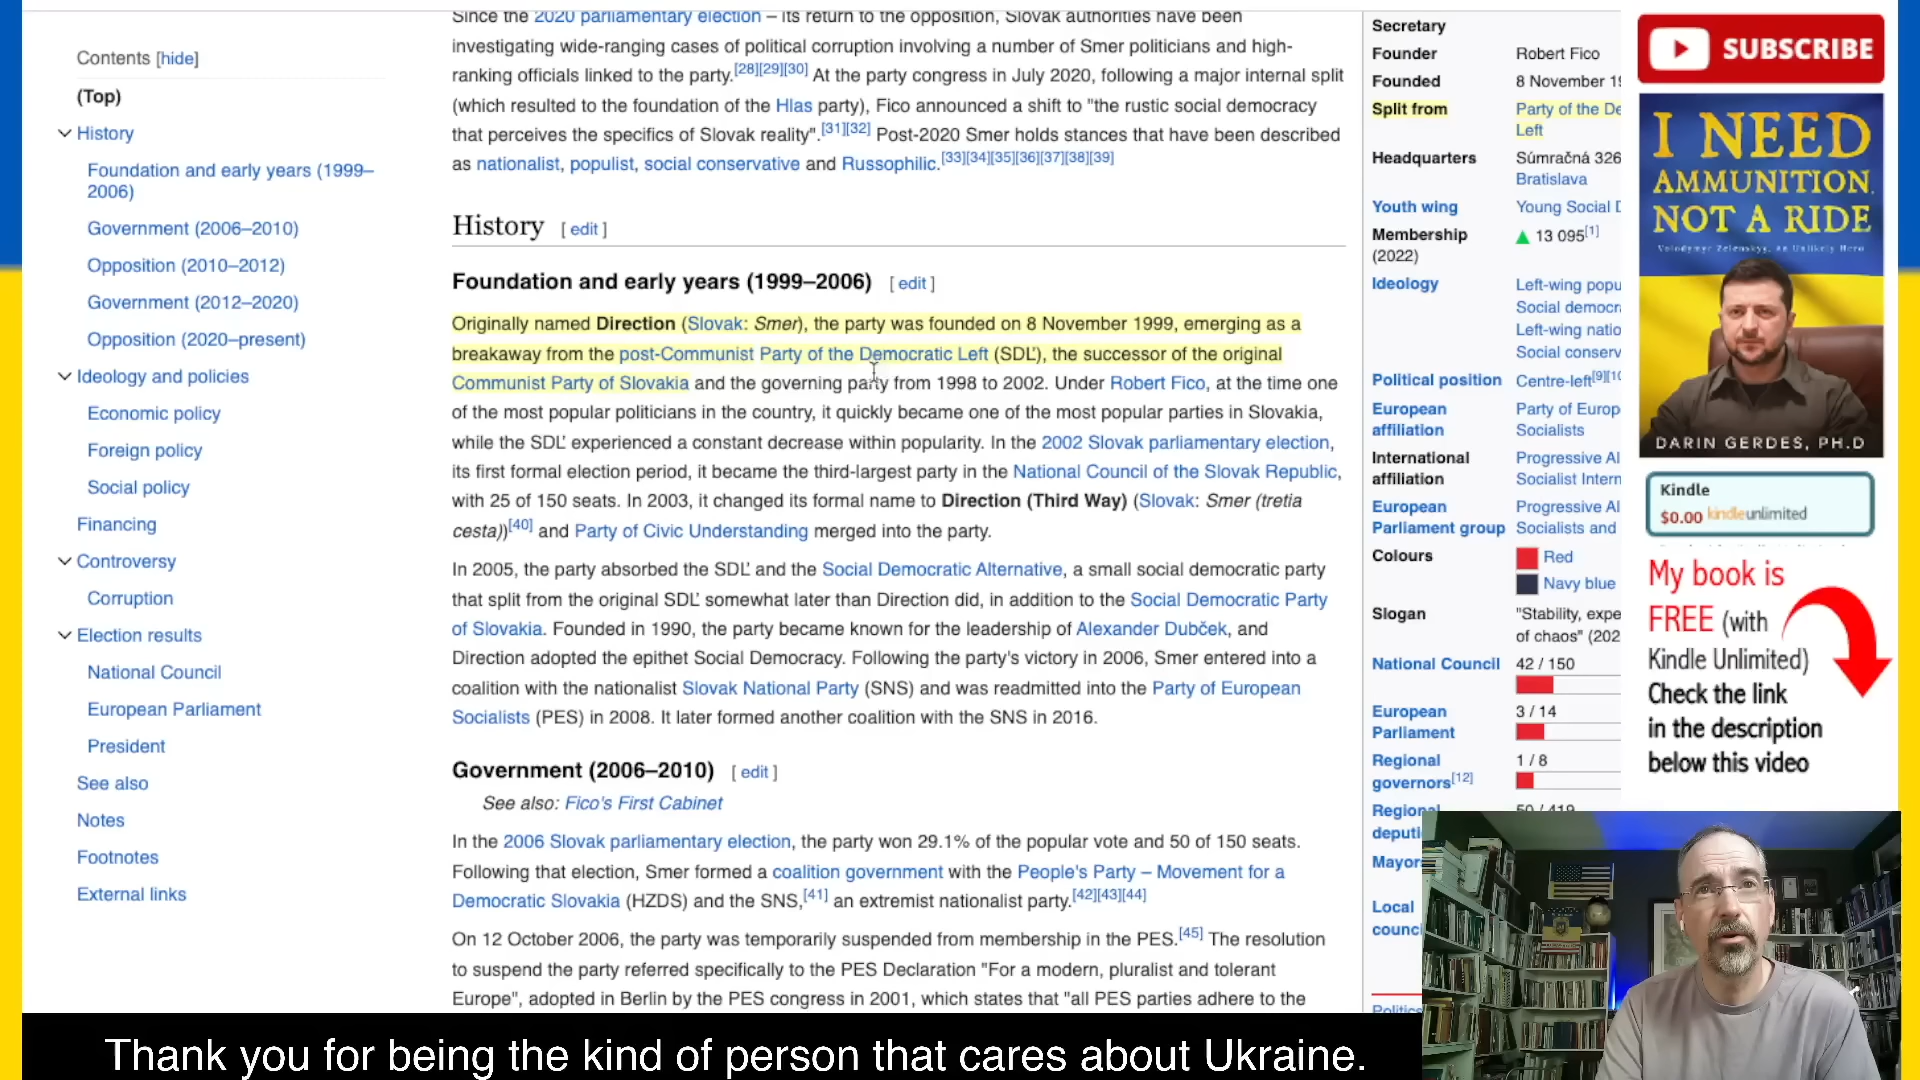 Contents [hide]
(Top)
History
Foundation and early years (1999–
2006)
Government (2006–2010)
Opposition (2010–2012)
Government (2012–2020)
Opposition (2020–present)
Ideology and policies
Economic policy
Foreign policy
Social policy
Financing
Controversy
Corruption
Election results
National Council
European Parliament
President
See also
Notes
Footnotes
External links
Since the 2020 parliamentary election – its return to the opposition, Slovak authorities have been
investigating wide-ranging cases of political corruption involving a number of Smer politicians and high-
ranking officials linked to the party.[28][29][30] At the party congress in July 2020, following a major internal split
(which resulted to the foundation of the Hlas party), Fico announced a shift to "the rustic social democracy
that perceives the specifics of Slovak reality".[31][32] Post-2020 Smer holds stances that have been described
as nationalist, populist, social conservative and Russophilic.[33][34][35][36][37][38][39]
History [ edit ]
Foundation and early years (1999–2006) [ edit ]
Originally named Direction (Slovak: Smer), the party was founded on 8 November 1999, emerging as a
breakaway from the post-Communist Party of the Democratic Left (SDĽ), the successor of the original
Communist Party of Slovakia and the governing party from 1998 to 2002. Under Robert Fico, at the time one
of the most popular politicians in the country, it quickly became one of the most popular parties in Slovakia,
while the SDĽ experienced a constant decrease within popularity. In the 2002 Slovak parliamentary election,
its first formal election period, it became the third-largest party in the National Council of the Slovak Republic,
with 25 of 150 seats. In 2003, it changed its formal name to Direction (Third Way) (Slovak: Smer (tretia
cesta))[40] and Party of Civic Understanding merged into the party.
In 2005, the party absorbed the SDĽ and the Social Democratic Alternative, a small social democratic party
that split from the original SDĽ somewhat later than Direction did, in addition to the Social Democratic Party
of Slovakia. Founded in 1990, the party became known for the leadership of Alexander Dubček, and
Direction adopted the epithet Social Democracy. Following the party's victory in 2006, Smer entered into a
coalition with the nationalist Slovak National Party (SNS) and was readmitted into the Party of European
Socialists (PES) in 2008. It later formed another coalition with the SNS in 2016.
Government (2006–2010) [ edit ]
See also: Fico's First Cabinet
In the 2006 Slovak parliamentary election, the party won 29.1% of the popular vote and 50 of 150 seats.
Following that election, Smer formed a coalition government with the People's Party – Movement for a
Democratic Slovakia (HZDS) and the SNS,[41] an extremist nationalist party.[42][43][44]
On 12 October 2006, the party was temporarily suspended from membership in the PES.[45] The resolution
to suspend the party referred specifically to the PES Declaration "For a modern, pluralist and tolerant
Europe", adopted in Berlin by the PES congress in 2001, which states that "all PES parties adhere to the
Secretary
Founder Robert Fico
Founded 8 November 19
Split from Party of the De
Left
Headquarters Súmračná 326
Bratislava
Youth wing Young Social D
Membership ▲ 13 095[1]
(2022)
Ideology Left-wing popu
Social democra
Left-wing natio
Social conserv
Political position Centre-left[9][10
European Party of Europ
affiliation Socialists
International Progressive Al
affiliation Socialist Intern
European Progressive Al
Parliament group Socialists and
Colours Red
Navy blue
Slogan "Stability, expe
of chaos" (202
National Council 42 / 150
European 3 / 14
Parliament
Regional 1 / 8
governors[12]
Regional 50 / 419
deputi
Mayor
Local
counc
Politics
SUBSCRIBE
I NEED
AMMUNITION,
NOT A RIDE
Volodymyr Zelenskyy, An Unlikely Hero
DARIN GERDES, PH.D
Kindle
$0.00 kindleunlimited
My book is
FREE (with
Kindle Unlimited)
Check the link
in the description
below this video
Thank you for being the kind of person that cares about Ukraine.